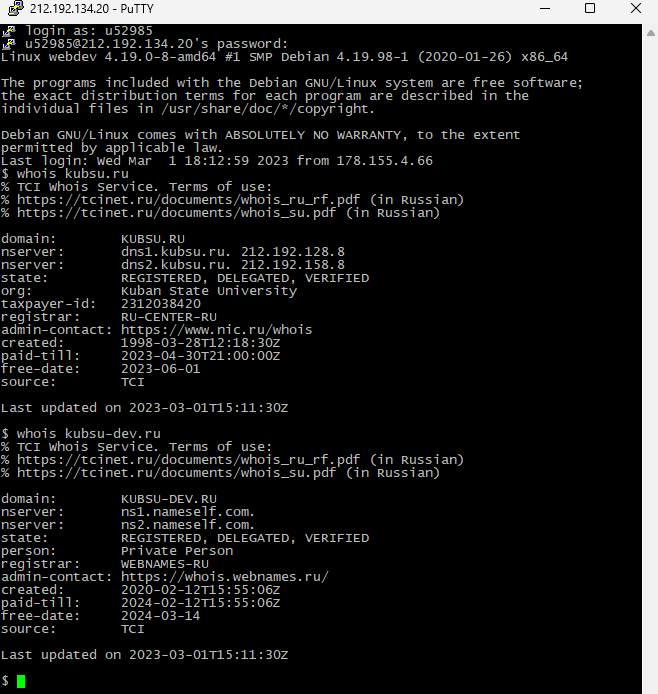 212.192.134.20 - PuTTY
login as: u52985
u52985@212.192.134.20's password:
Linux webdev 4.19.0-8-amd64 #1 SMP Debian 4.19.98-1 (2020-01-26) x86_64
The programs included with the Debian GNU/Linux system are free software;
the exact distribution terms for each program are described in the
individual files in /usr/share/doc/*/copyright.
Debian GNU/Linux comes with ABSOLUTELY NO WARRANTY, to the extent
permitted by applicable law.
Last login: Wed Mar  1 18:12:59 2023 from 178.155.4.66
$ whois kubsu.ru
% TCI Whois Service. Terms of use:
% https://tcinet.ru/documents/whois_ru_rf.pdf (in Russian)
% https://tcinet.ru/documents/whois_su.pdf (in Russian)
domain:        KUBSU.RU
nserver:       dns1.kubsu.ru. 212.192.128.8
nserver:       dns2.kubsu.ru. 212.192.158.8
state:         REGISTERED, DELEGATED, VERIFIED
org:           Kuban State University
taxpayer-id:   2312038420
registrar:     RU-CENTER-RU
admin-contact: https://www.nic.ru/whois
created:       1998-03-28T12:18:30Z
paid-till:     2023-04-30T21:00:00Z
free-date:     2023-06-01
source:        TCI
Last updated on 2023-03-01T15:11:30Z
$ whois kubsu-dev.ru
% TCI Whois Service. Terms of use:
% https://tcinet.ru/documents/whois_ru_rf.pdf (in Russian)
% https://tcinet.ru/documents/whois_su.pdf (in Russian)
domain:        KUBSU-DEV.RU
nserver:       ns1.nameself.com.
nserver:       ns2.nameself.com.
state:         REGISTERED, DELEGATED, VERIFIED
person:        Private Person
registrar:     WEBNAMES-RU
admin-contact: https://whois.webnames.ru/
created:       2020-02-12T15:55:06Z
paid-till:     2024-02-12T15:55:06Z
free-date:     2024-03-14
source:        TCI
Last updated on 2023-03-01T15:11:30Z
$